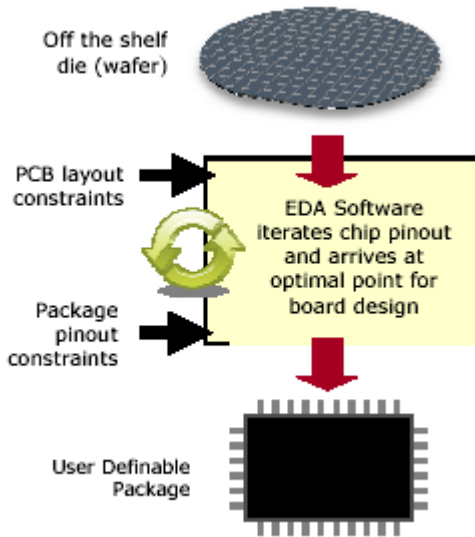 Off the shelf
die (wafer)
PCB layout
constraints
EDA Software
iterates chip pinout
and arrives at
optimal point for
board design
Package
pinout
constraints
User Definable
Package